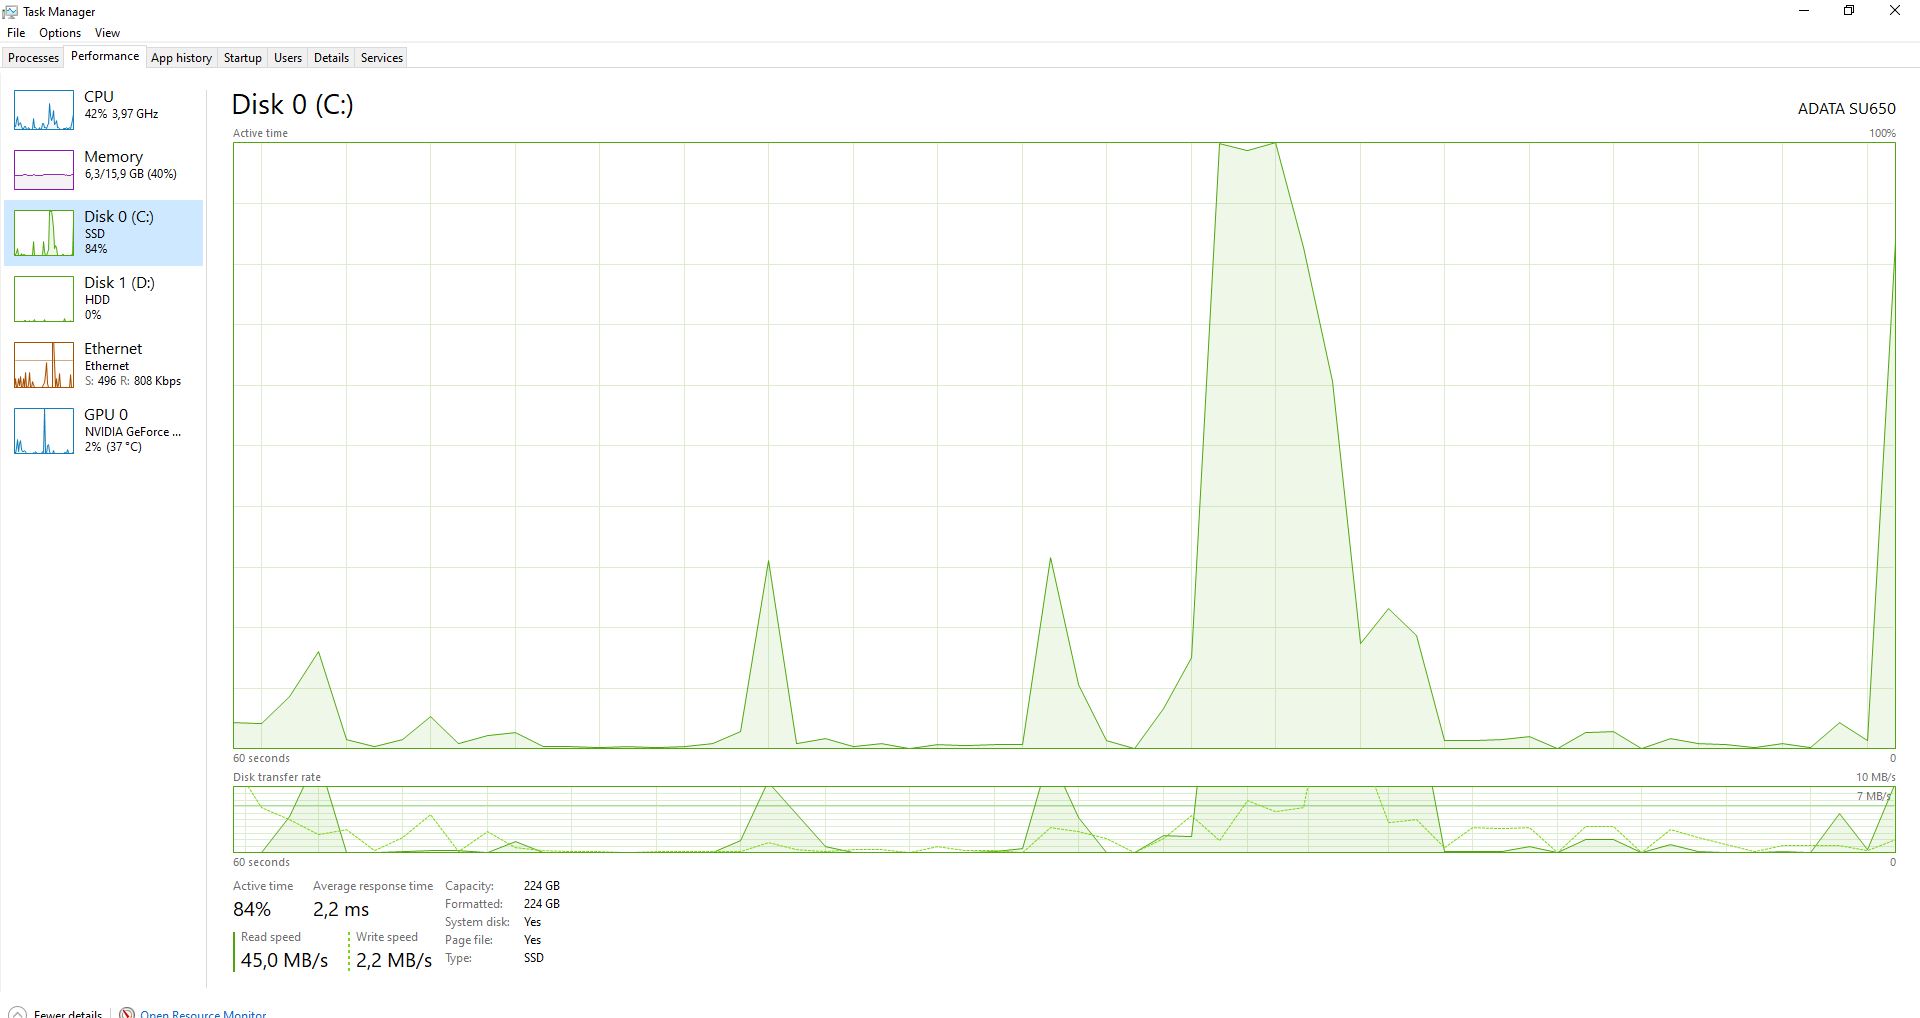 Task Manager
File Options View
Processes Performance App history Startup Users Details Services
CPU
42% 3,97 GHz
Memory
6,3/15,9 GB (40%)
Disk 0 (C:)
SSD
84%
Disk 1 (D:)
HDD
0%
Ethernet
Ethernet
S: 496 R: 808 Kbps
GPU 0
NVIDIA GeForce ...
2% (37 °C)
Disk 0 (C:)
ADATA SU650
Active time
100%
60 seconds
0
Disk transfer rate
10 MB/s
7 MB/s
60 seconds
0
Active time
84%
Average response time
2,2 ms
Read speed
45,0 MB/s
Write speed
2,2 MB/s
Capacity: 224 GB
Formatted: 224 GB
System disk: Yes
Page file: Yes
Type: SSD
Fewer details
Open Resource Monitor